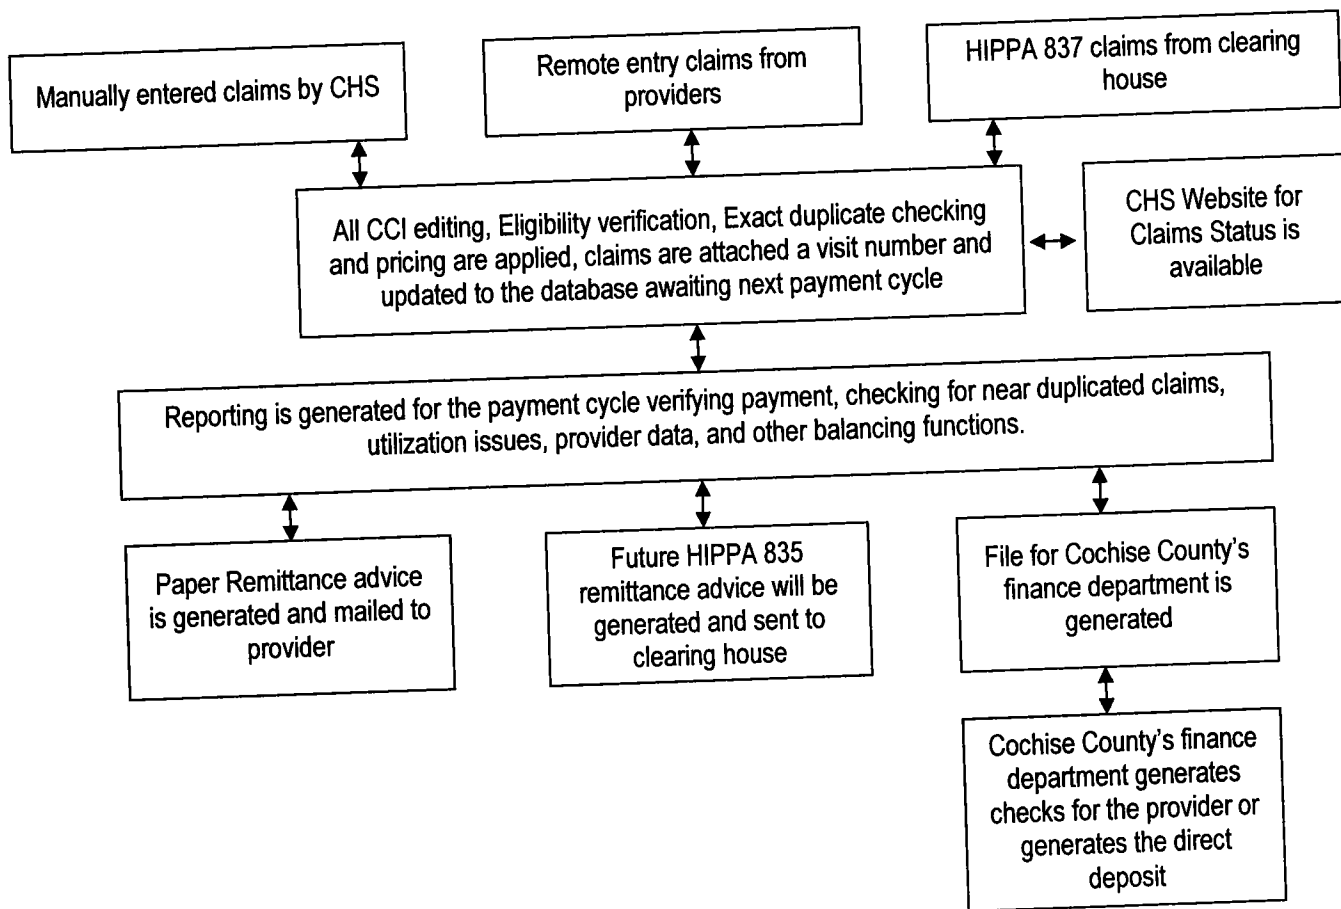 Manually entered claims by CHS
Remote entry claims from
providers
HIPPA 837 claims from clearing
house
All CCI editing, Eligibility verification, Exact duplicate checking
and pricing are applied, claims are attached a visit number and
updated to the database awaiting next payment cycle
CHS Website for
Claims Status is
available
Reporting is generated for the payment cycle verifying payment, checking for near duplicated claims,
utilization issues, provider data, and other balancing functions.
Paper Remittance advice
is generated and mailed to
provider
Future HIPPA 835
remittance advice will be
generated and sent to
clearing house
File for Cochise County's
finance department is
generated
Cochise County's finance
department generates
checks for the provider or
generates the direct
deposit